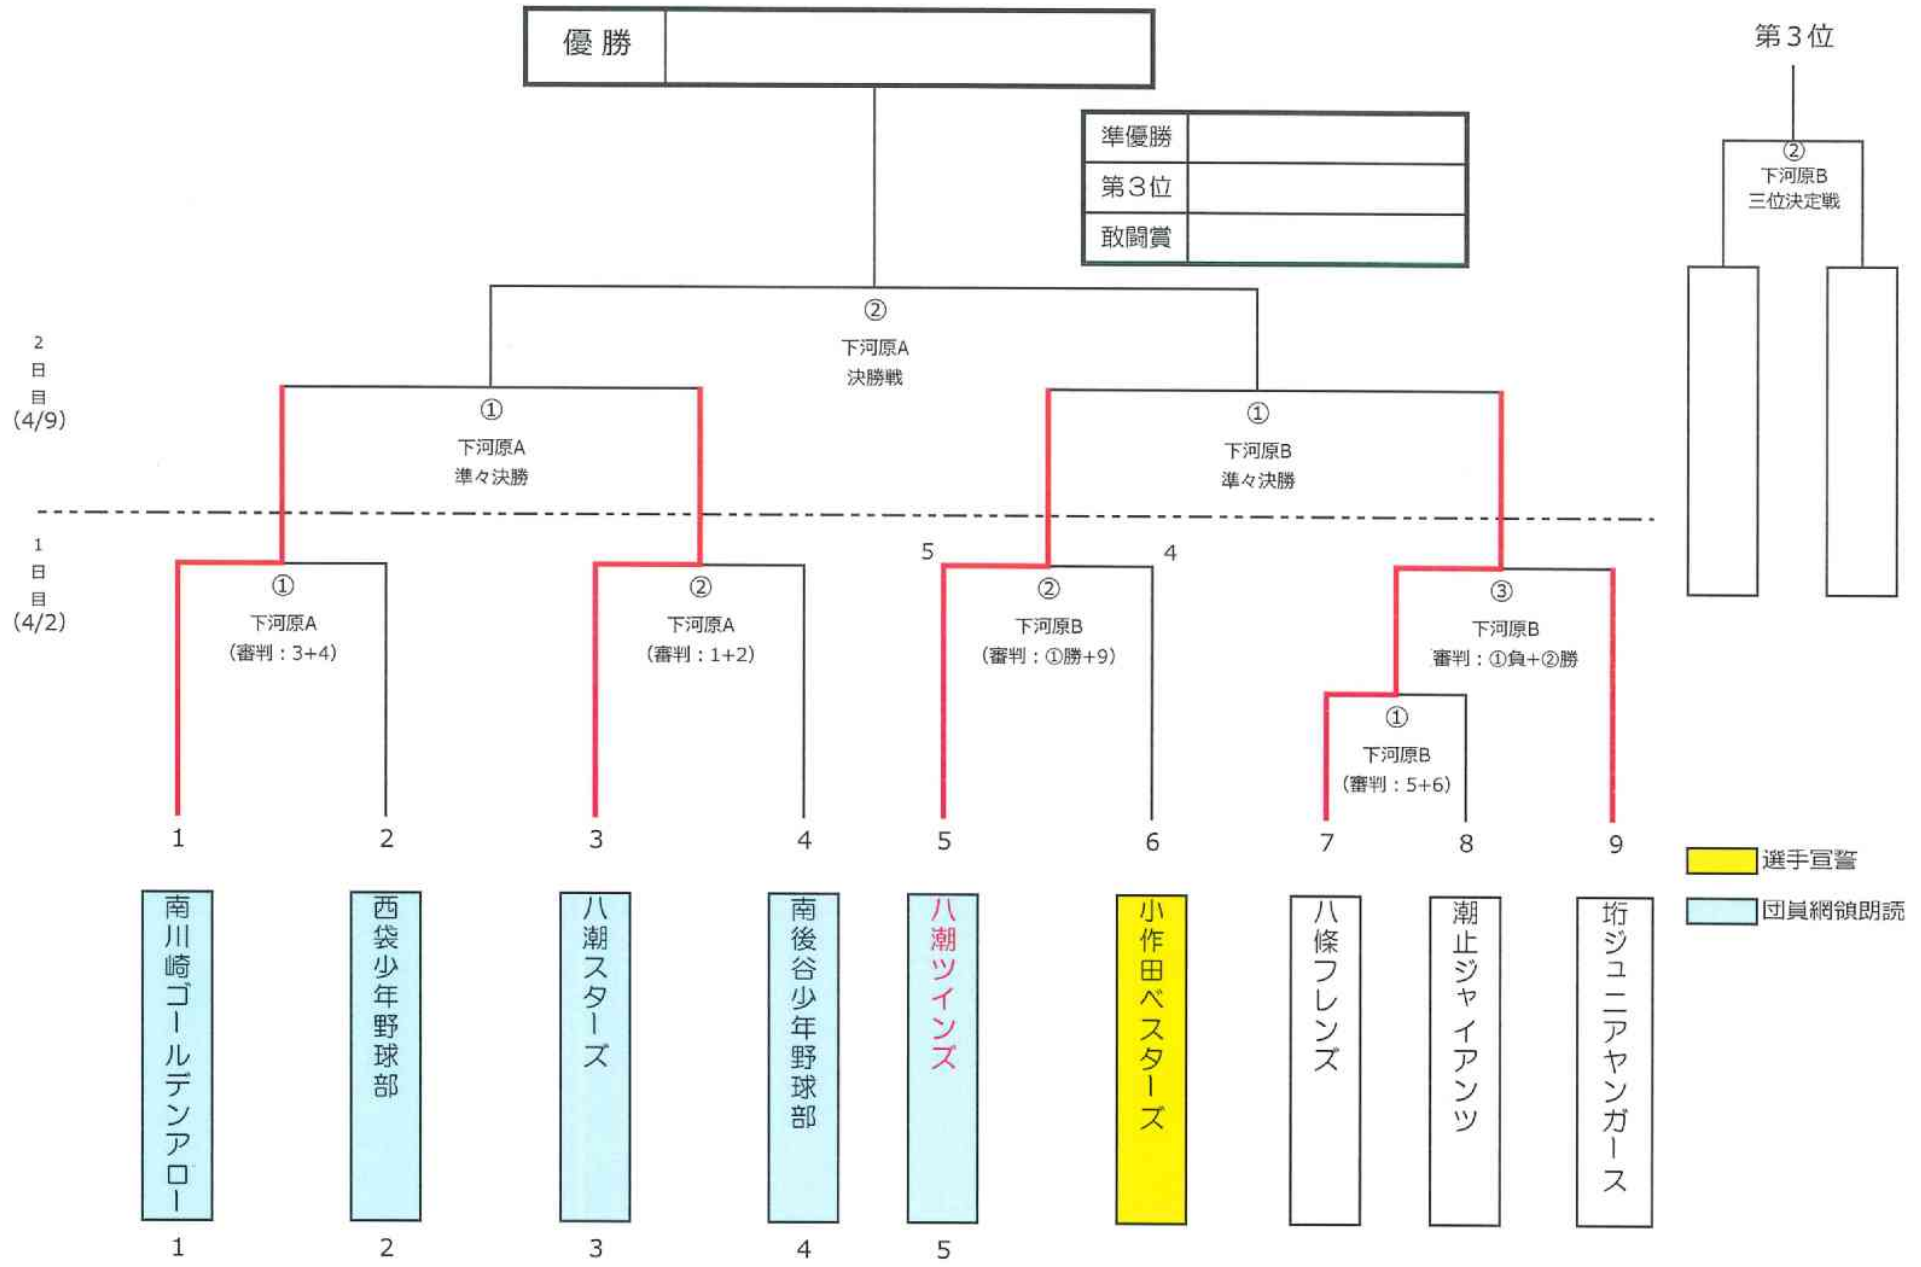 優勝
第3位
準優勝
第3位
敢闘賞
②
下河原B
三位決定戦
②
下河原A
決勝戦
2日目
(4/9)
①
下河原A
準々決勝
①
下河原B
準々決勝
1日目
(4/2)
5
4
①
下河原A
(審判:3+4)
②
下河原A
(審判:1+2)
②
下河原B
(審判:①勝+9)
③
下河原B
審判:①負+②勝
①
下河原B
(審判:5+6)
1
2
3
4
5
6
7
8
9
選手宣誓
団員網領朗読
南川崎ゴールデンアロー
西袋少年野球部
八潮スターズ
南後谷少年野球部
八潮ツインズ
小作田ベスターズ
八條フレンズ
潮止ジャイアンツ
垳ジュニアヤンガース
1
2
3
4
5